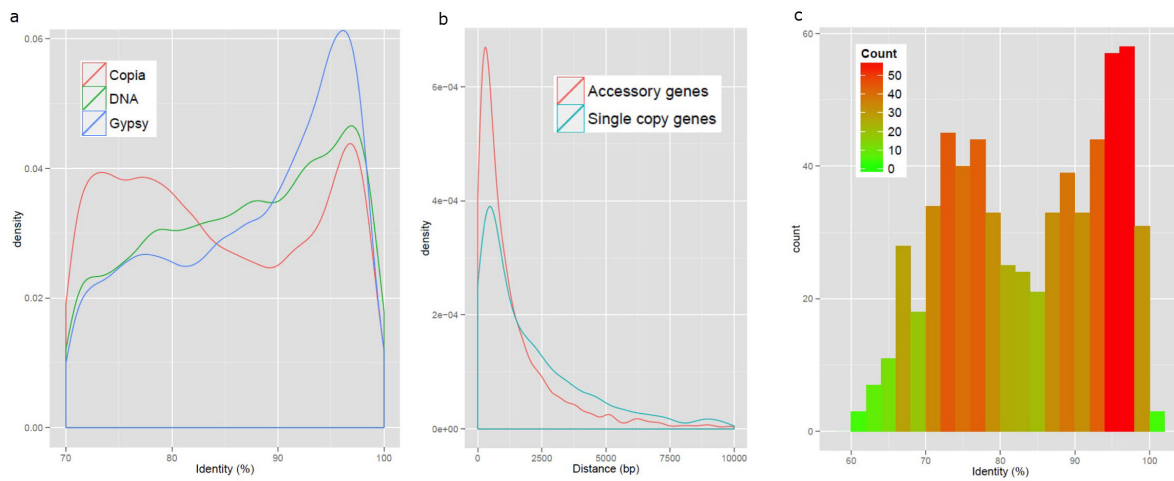 a
0.06
0.04
0.02
0.00
density
Copia
DNA
Gypsy
70 80 90 100
Identity (%)
b
6e−04
4e−04
2e−04
0e+00
density
Accessory genes
Single copy genes
0 2500 5000 7500 10000
Distance (bp)
c
60
40
20
0
count
Count
50
40
30
20
10
0
60 70 80 90 100
Identity (%)